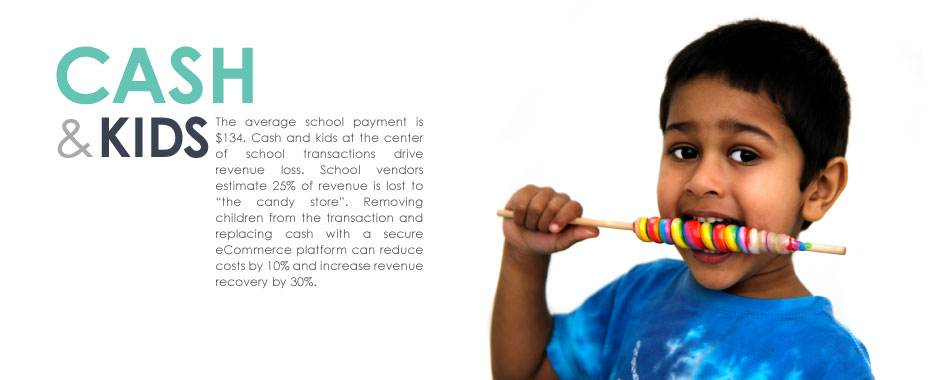 CASH
& KIDS
The average school payment is
$134. Cash and kids at the center
of school transactions drive
revenue loss. School vendors
estimate 25% of revenue is lost to
“the candy store”. Removing
children from the transaction and
replacing cash with a secure
eCommerce platform can reduce
costs by 10% and increase revenue
recovery by 30%.